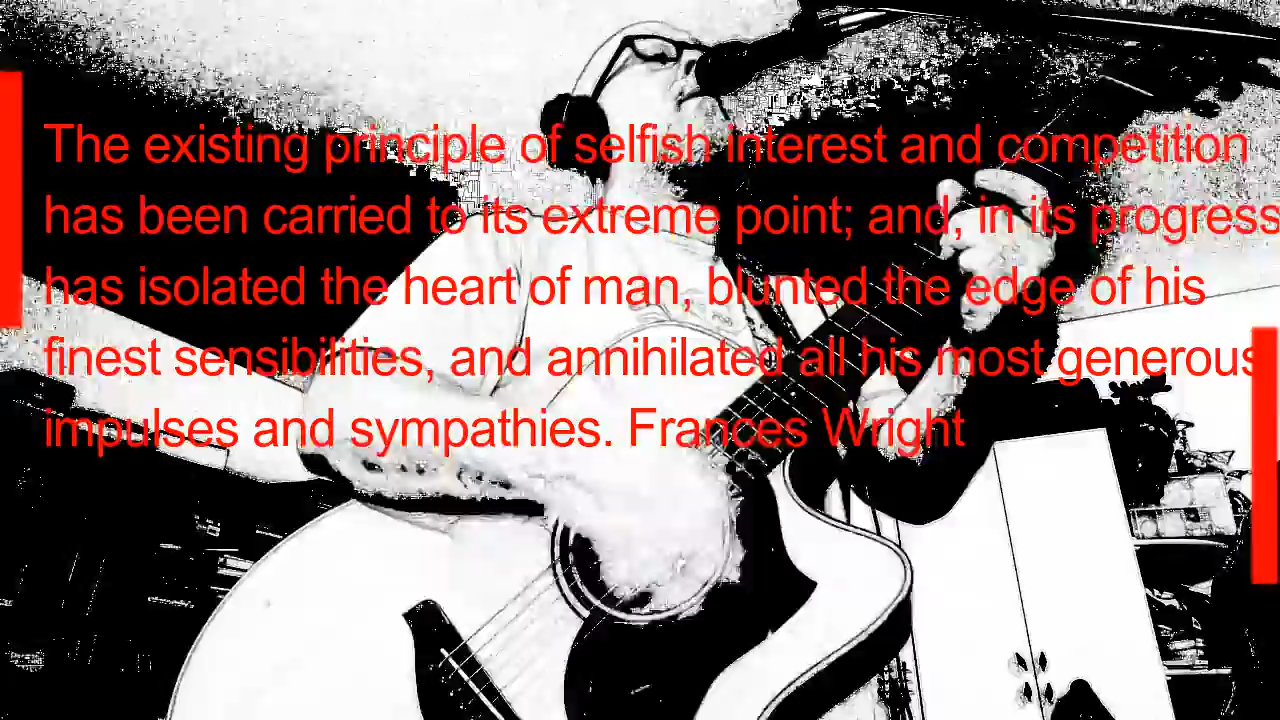 The existing principle of selfish interest and competition
has been carried to its extreme point; and, in its progress
has isolated the heart of man, blunted the edge of his
finest sensibilities, and annihilated all his most generous
impulses and sympathies. Frances Wright